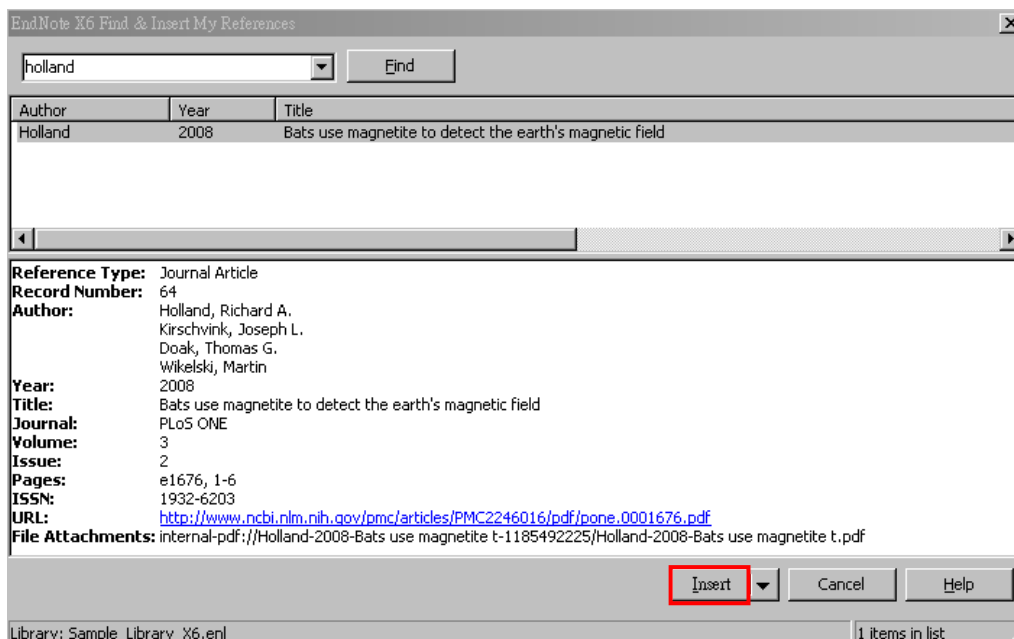 EndNote X6 Find & Insert My References
holland
Find
Author Year Title
Holland 2008 Bats use magnetite to detect the earth's magnetic field
Reference Type: Journal Article
Record Number: 64
Author: Holland, Richard A.
Kirschvink, Joseph L.
Doak, Thomas G.
Wikelski, Martin
Year: 2008
Title: Bats use magnetite to detect the earth's magnetic field
Journal: PLoS ONE
Volume: 3
Issue: 2
Pages: e1676, 1-6
ISSN: 1932-6203
URL: http://www.ncbi.nlm.nih.gov/pmc/articles/PMC2246016/pdf/pone.0001676.pdf
File Attachments: internal-pdf://Holland-2008-Bats use magnetite t-1185492225/Holland-2008-Bats use magnetite t.pdf
Insert Cancel Help
Library: Sample_Library_X6.enl 1 items in list